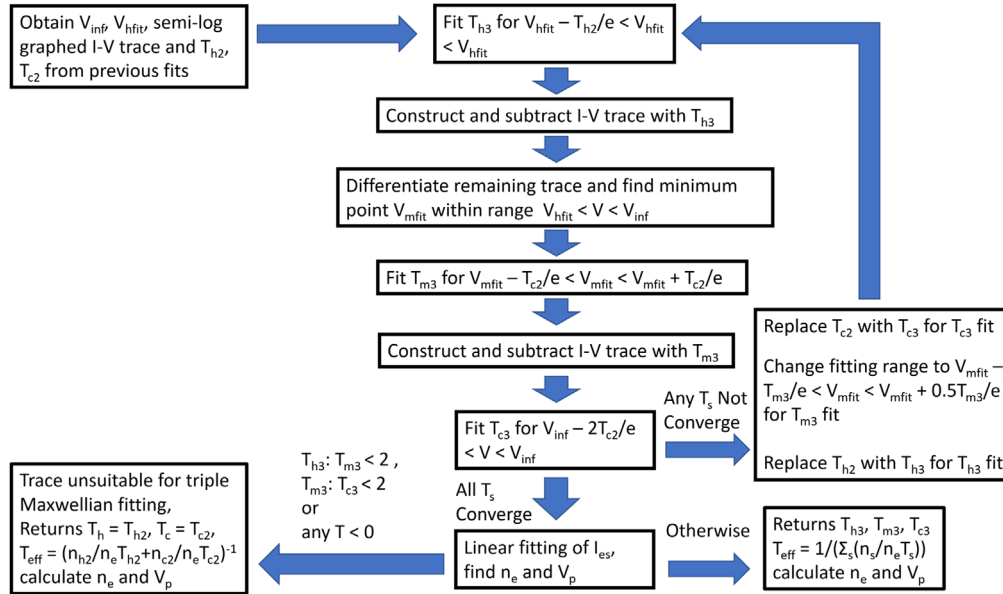 Obtain V_inf, V_hfit, semi-log
graphed I-V trace and T_h2,
T_c2 from previous fits
Fit T_h3 for V_hfit – T_h2/e < V_hfit
< V_hfit
Construct and subtract I-V trace with T_h3
Differentiate remaining trace and find minimum
point V_mfit within range V_hfit < V < V_inf
Fit T_m3 for V_mfit – T_c2/e < V_mfit < V_mfit + T_c2/e
Construct and subtract I-V trace with T_m3
Fit T_c3 for V_inf – 2T_c2/e
< V < V_inf
Any T_s Not
Converge
Replace T_c2 with T_c3 for T_c3 fit
Change fitting range to V_mfit –
T_m3/e < V_mfit < V_mfit + 0.5T_m3/e
for T_m3 fit
Replace T_h2 with T_h3 for T_h3 fit
All T_s
Converge
Linear fitting of I_es,
find n_e and V_p
T_h3: T_m3 < 2 ,
T_m3: T_c3 < 2
or
any T < 0
Trace unsuitable for triple
Maxwellian fitting,
Returns T_h = T_h2, T_c = T_c2,
T_eff = (n_h2/n_eT_h2+n_c2/n_eT_c2)^-1
calculate n_e and V_p
Otherwise
Returns T_h3, T_m3, T_c3
T_eff = 1/(Σ_s(n_s/n_eT_s))
calculate n_e and V_p